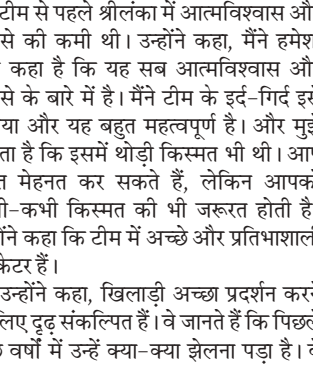 टीम से पहले श्रीलंका में आत्मविश्वास औ
से की कमी थी। उन्होंने कहा, मैंने हमेश
कहा है कि यह सब आत्मविश्वास औ
से के बारे में है। मैंने टीम के इर्द-गिर्द इस
या और यह बहुत महत्वपूर्ण है। और मुझ
ता है कि इसमें थोड़ी किस्मत भी थी। आप
त मेहनत कर सकते हैं, लेकिन आपको
ी-कभी किस्मत की भी जरूरत होती है
ोंने कहा कि टीम में अच्छे और प्रतिभाशाली
केटर हैं।
उन्होंने कहा, खिलाड़ी अच्छा प्रदर्शन करन
लिए दृढ़ संकल्पित हैं। वे जानते हैं कि पिछल
वर्षों में उन्हें क्या-क्या झेलना पड़ा है। व